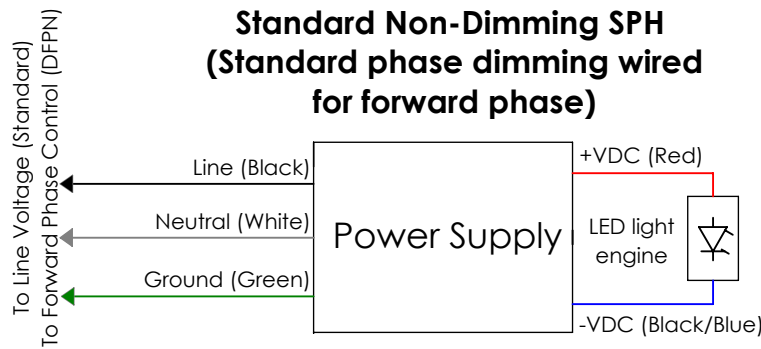 Standard Non-Dimming SPH
(Standard phase dimming wired
for forward phase)
To Line Voltage (Standard)
To Forward Phase Control (DFPN)
Line (Black)
Neutral (White)
Ground (Green)
Power Supply
+VDC (Red)
LED light
engine
-VDC (Black/Blue)